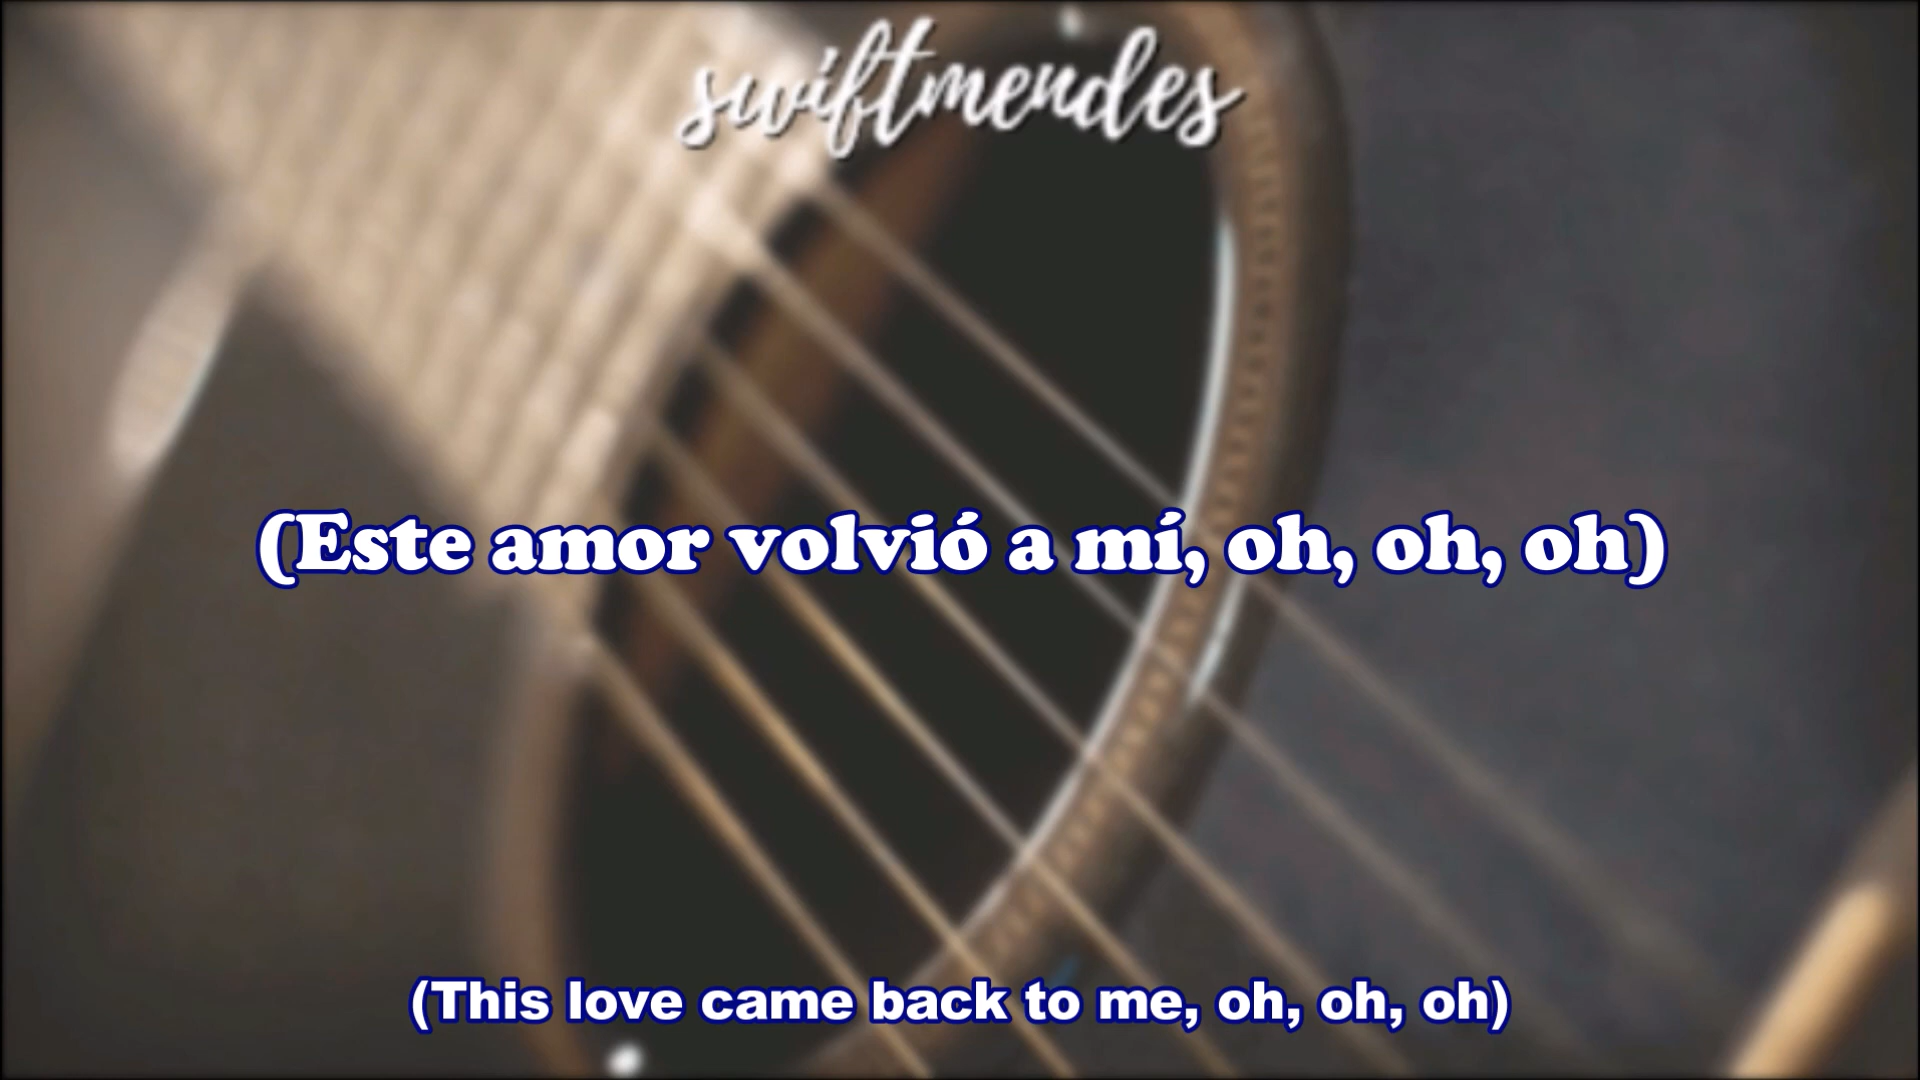 swiftmendes
(Este amor volvió a mí, oh, oh, oh)
(This love came back to me, oh, oh, oh)